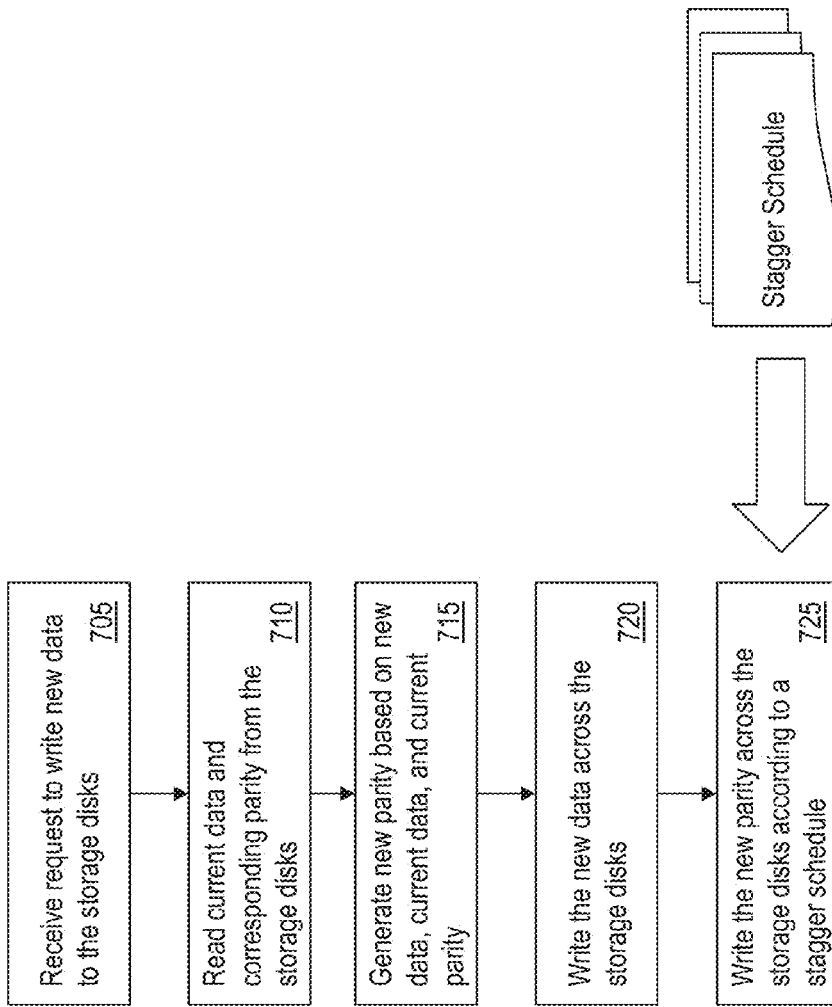 Receive request to write new data
to the storage disks
705
Read current data and
corresponding parity from the
storage disks
710
Generate new parity based on new
data, current data, and current
parity
715
Write the new data across the
storage disks
720
Write the new parity across the
storage disks according to a
stagger schedule
725
Stagger Schedule